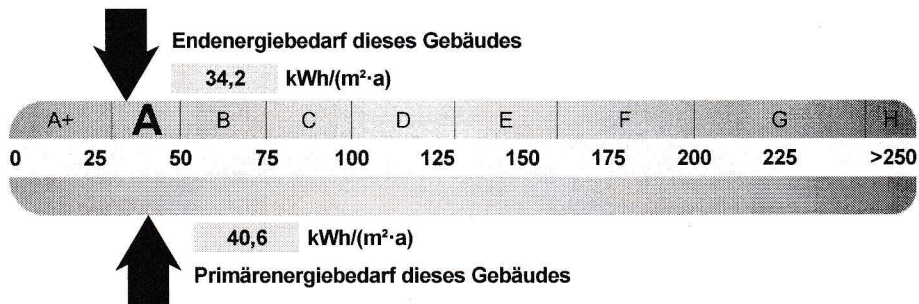 Endenergiebedarf dieses Gebäudes
34,2 kWh/(m²·a)
A+ A B C D E F G H
0 25 50 75 100 125 150 175 200 225 >250
40,6 kWh/(m²·a)
Primärenergiebedarf dieses Gebäudes